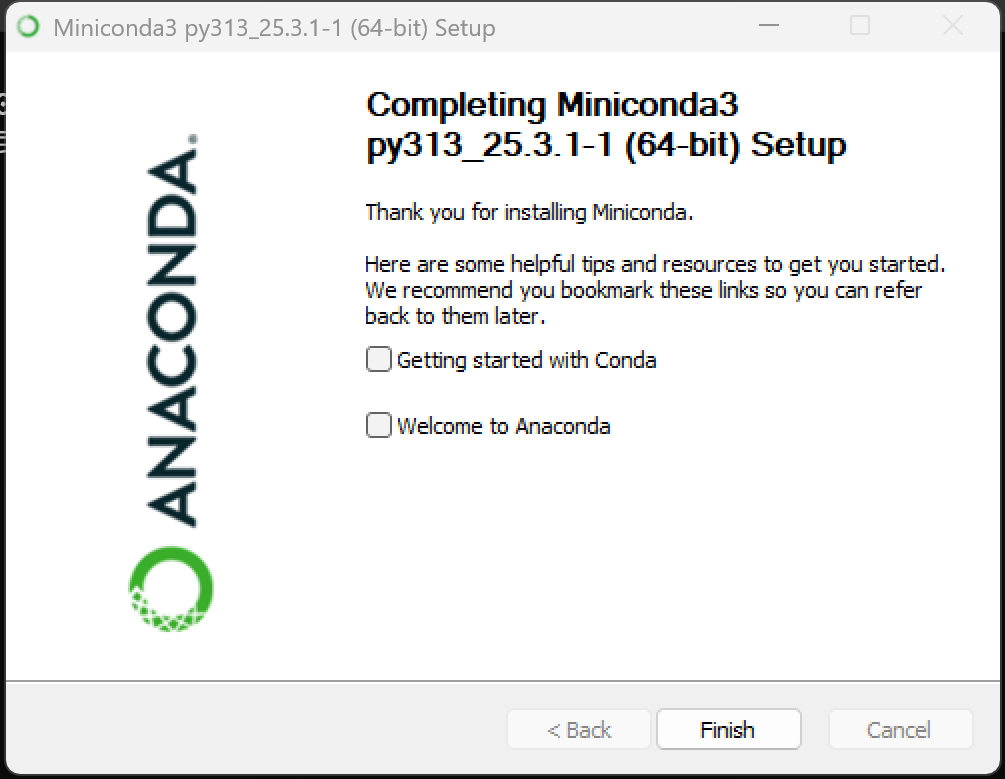 Miniconda3 py313_25.3.1-1 (64-bit) Setup
ANACONDA.
Completing Miniconda3
py313_25.3.1-1 (64-bit) Setup
Thank you for installing Miniconda.
Here are some helpful tips and resources to get you started.
We recommend you bookmark these links so you can refer
back to them later.
Getting started with Conda
Welcome to Anaconda
< Back
Finish
Cancel